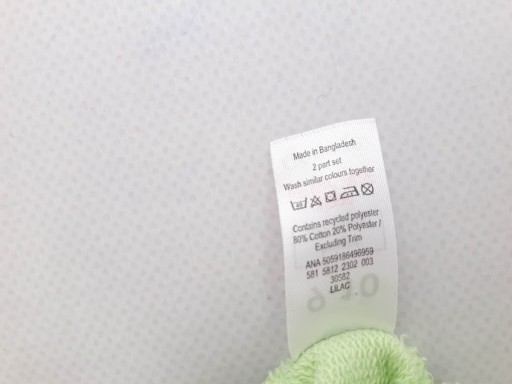 Made in Bangladesh
2 part set
Wash similar colours together
Contains recycled polyester
80% Cotton 20% Polyester /
Excluding Trim
ANA 5059186496959
581 5812 2302 003
30582
LILAC